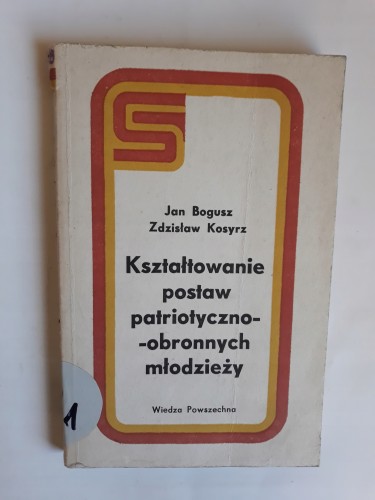 S
Jan Bogusz
Zdzisław Kosyrz
Kształtowanie
postaw
patriotyczno-
-obronnych
młodzieży
Wiedza Powszechna
1